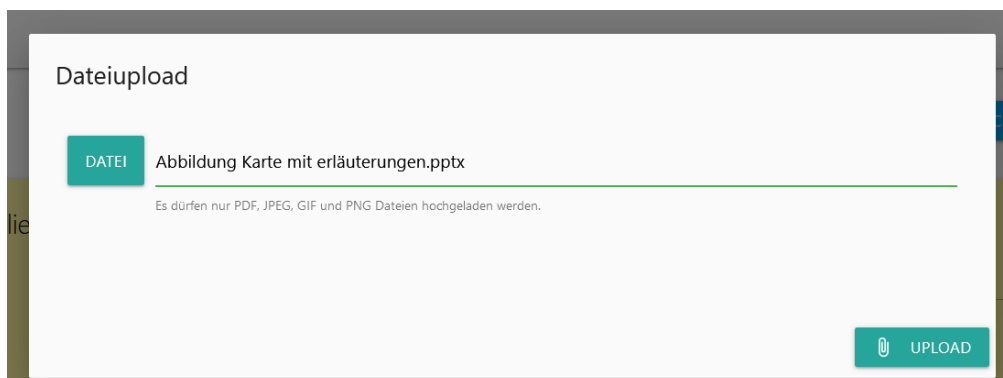 Dateiupload
DATEI Abbildung Karte mit erläuterungen.pptx
Es dürfen nur PDF, JPEG, GIF und PNG Dateien hochgeladen werden.
lie
UPLOAD